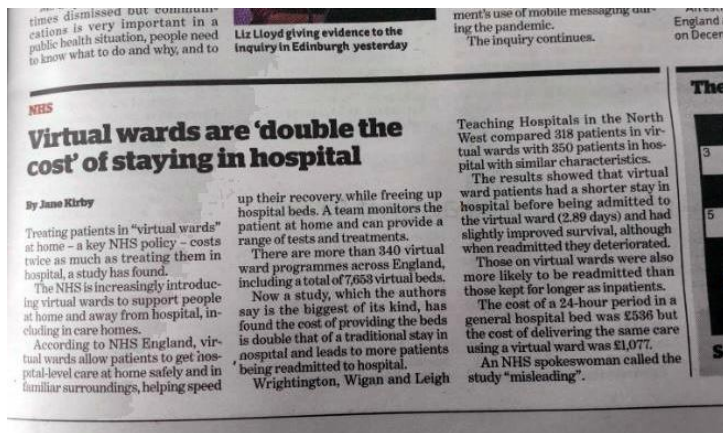 times dismissed but communi-
cations is very important in a
public health situation, people need
to know what to do and why, and to
Liz Lloyd giving evidence to the
inquiry in Edinburgh yesterday
ment's use of mobile messaging dur-
ing the pandemic.
The inquiry continues.
England
on Decem
NHS
Virtual wards are ‘double the
cost’ of staying in hospital
By Jane Kirby
Treating patients in “virtual wards”
at home – a key NHS policy – costs
twice as much as treating them in
hospital, a study has found.
The NHS is increasingly introduc-
ing virtual wards to support people
at home and away from hospital, in-
cluding in care homes.
According to NHS England, vir-
tual wards allow patients to get hos-
pital-level care at home safely and in
familiar surroundings, helping speed
up their recovery while freeing up
hospital beds. A team monitors the
patient at home and can provide a
range of tests and treatments.
There are more than 340 virtual
ward programmes across England,
including a total of 7,653 virtual beds.
Now a study, which the authors
say is the biggest of its kind, has
found the cost of providing the beds
is double that of a traditional stay in
hospital and leads to more patients
being readmitted to hospital.
Wrightington, Wigan and Leigh
Teaching Hospitals in the North
West compared 318 patients in vir-
tual wards with 350 patients in hos-
pital with similar characteristics.
The results showed that virtual
ward patients had a shorter stay in
hospital before being admitted to
the virtual ward (2.89 days) and had
slightly improved survival, although
when readmitted they deteriorated.
Those on virtual wards were also
more likely to be readmitted than
those kept for longer as inpatients.
The cost of a 24-hour period in a
general hospital bed was £536 but
the cost of delivering the same care
using a virtual ward was £1,077.
An NHS spokeswoman called the
study “misleading”.
The
3
5
S